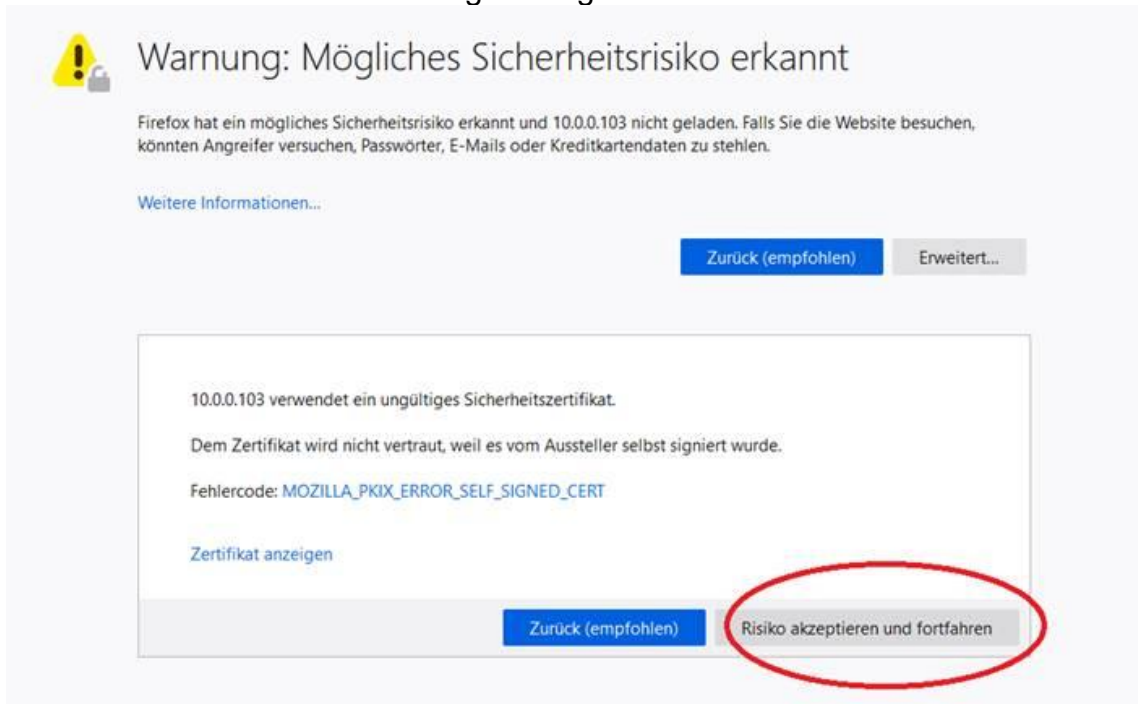 Warnung: Mögliches Sicherheitsrisiko erkannt
Firefox hat ein mögliches Sicherheitsrisiko erkannt und 10.0.0.103 nicht geladen. Falls Sie die Website besuchen,
könnten Angreifer versuchen, Passwörter, E-Mails oder Kreditkartendaten zu stehlen.
Weitere Informationen...
Zurück (empfohlen) Erweitert...
10.0.0.103 verwendet ein ungültiges Sicherheitszertifikat.
Dem Zertifikat wird nicht vertraut, weil es vom Aussteller selbst signiert wurde.
Fehlercode: MOZILLA_PKIX_ERROR_SELF_SIGNED_CERT
Zertifikat anzeigen
Zurück (empfohlen) Risiko akzeptieren und fortfahren